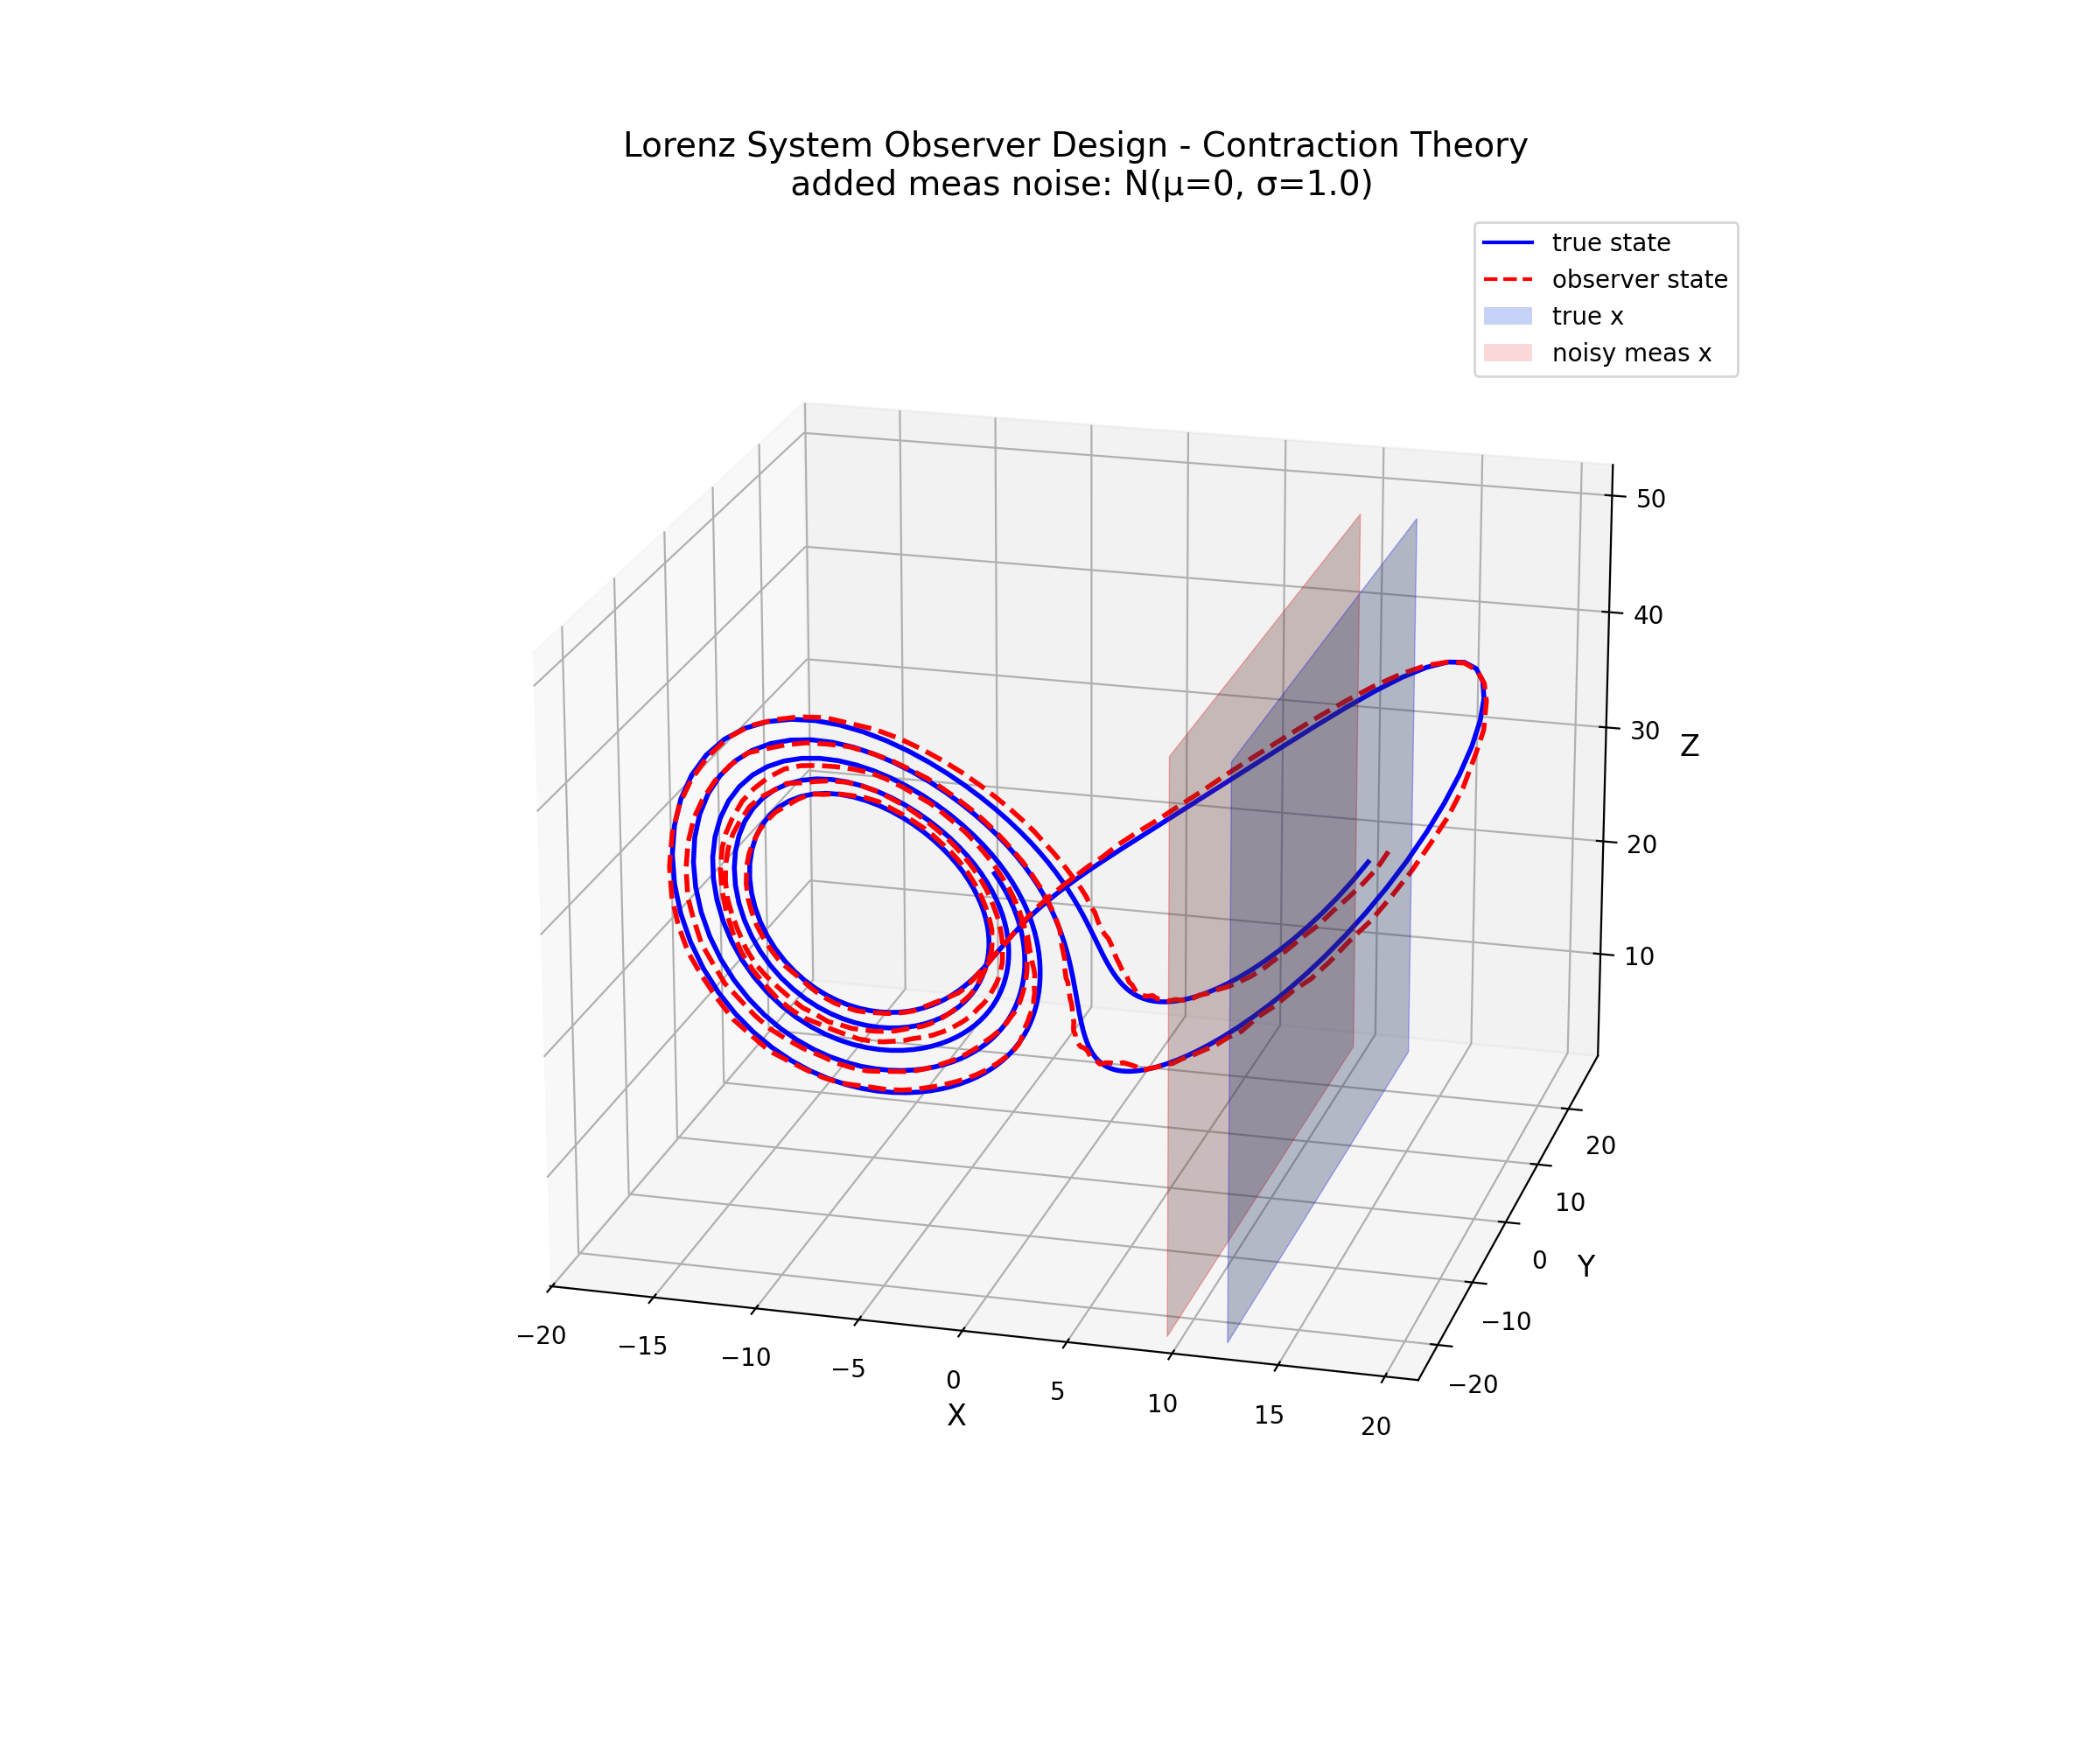 Lorenz System Observer Design - Contraction Theory
added meas noise: N(μ=0, σ=1.0)
true state
observer state
true x
noisy meas x
50
40
30
Z
20
10
20
10
0
Y
−10
−20
−20
−15
−10
−5
0
5
10
15
20
X